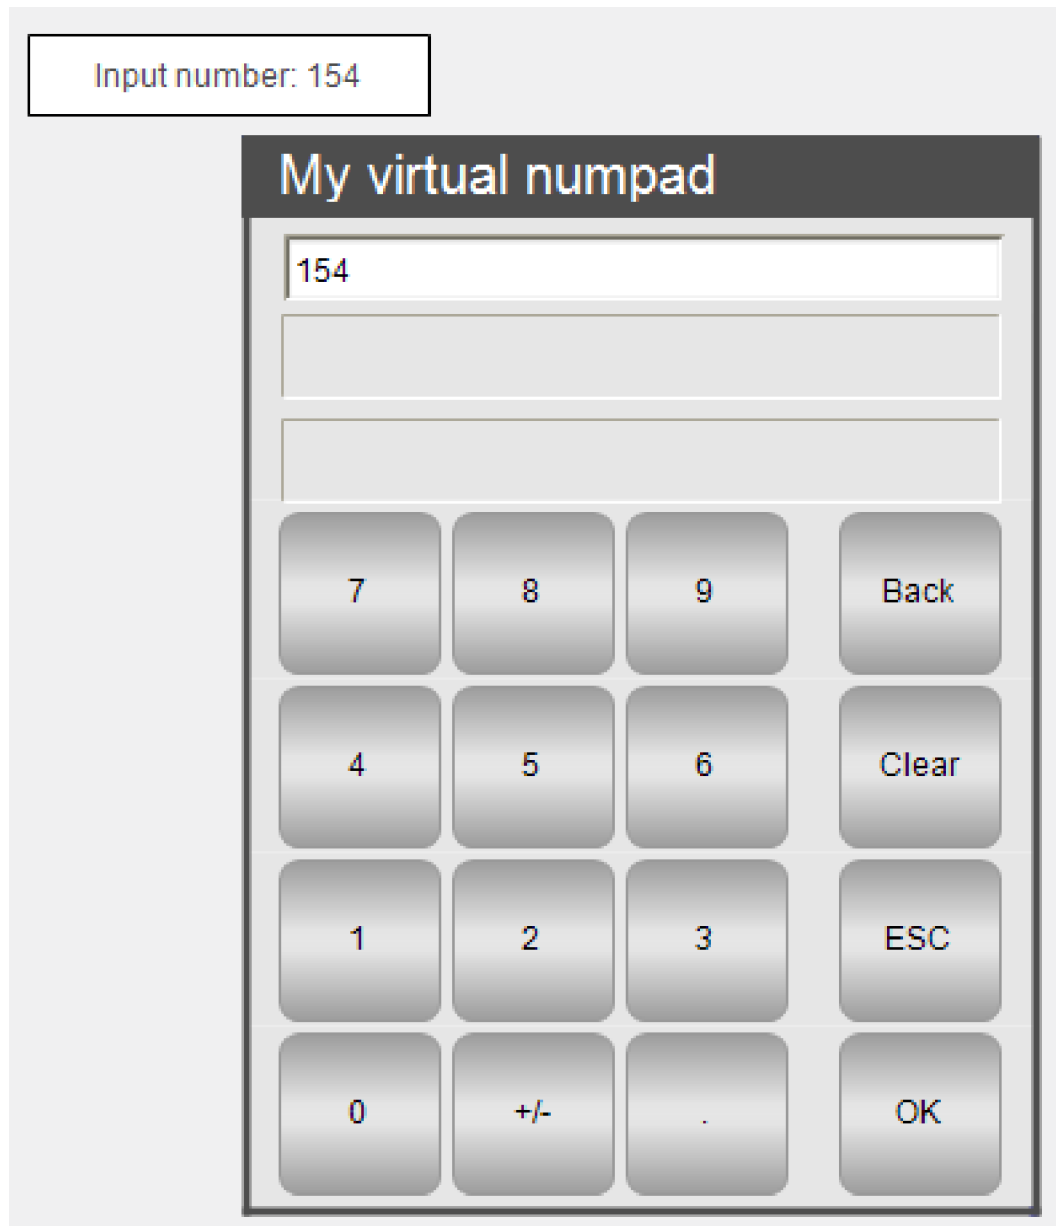 Input number: 154
My virtual numpad
154
7 8 9 Back
4 5 6 Clear
1 2 3 ESC
0 +/- . OK